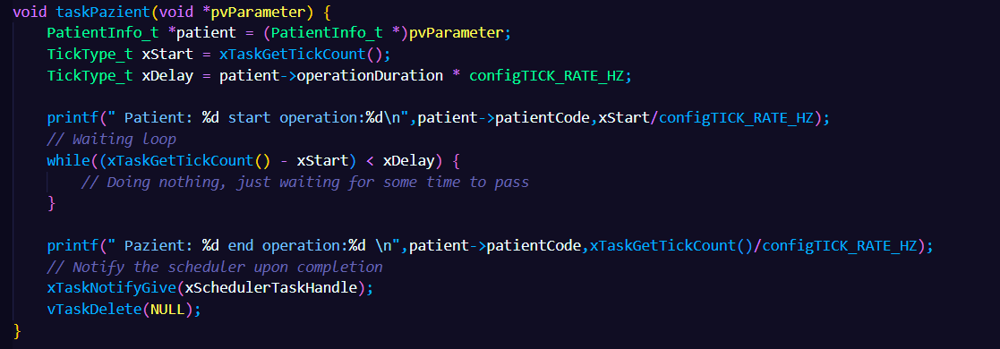 void taskPazient(void *pvParameter) {
    PatientInfo_t *patient = (PatientInfo_t *)pvParameter;
    TickType_t xStart = xTaskGetTickCount();
    TickType_t xDelay = patient->operationDuration * configTICK_RATE_HZ;

    printf(" Patient: %d start operation:%d\n",patient->patientCode,xStart/configTICK_RATE_HZ);
    // Waiting loop
    while((xTaskGetTickCount() - xStart) < xDelay) {
        // Doing nothing, just waiting for some time to pass
    }

    printf(" Pazient: %d end operation:%d \n",patient->patientCode,xTaskGetTickCount()/configTICK_RATE_HZ);
    // Notify the scheduler upon completion
    xTaskNotifyGive(xSchedulerTaskHandle);
    vTaskDelete(NULL);
}